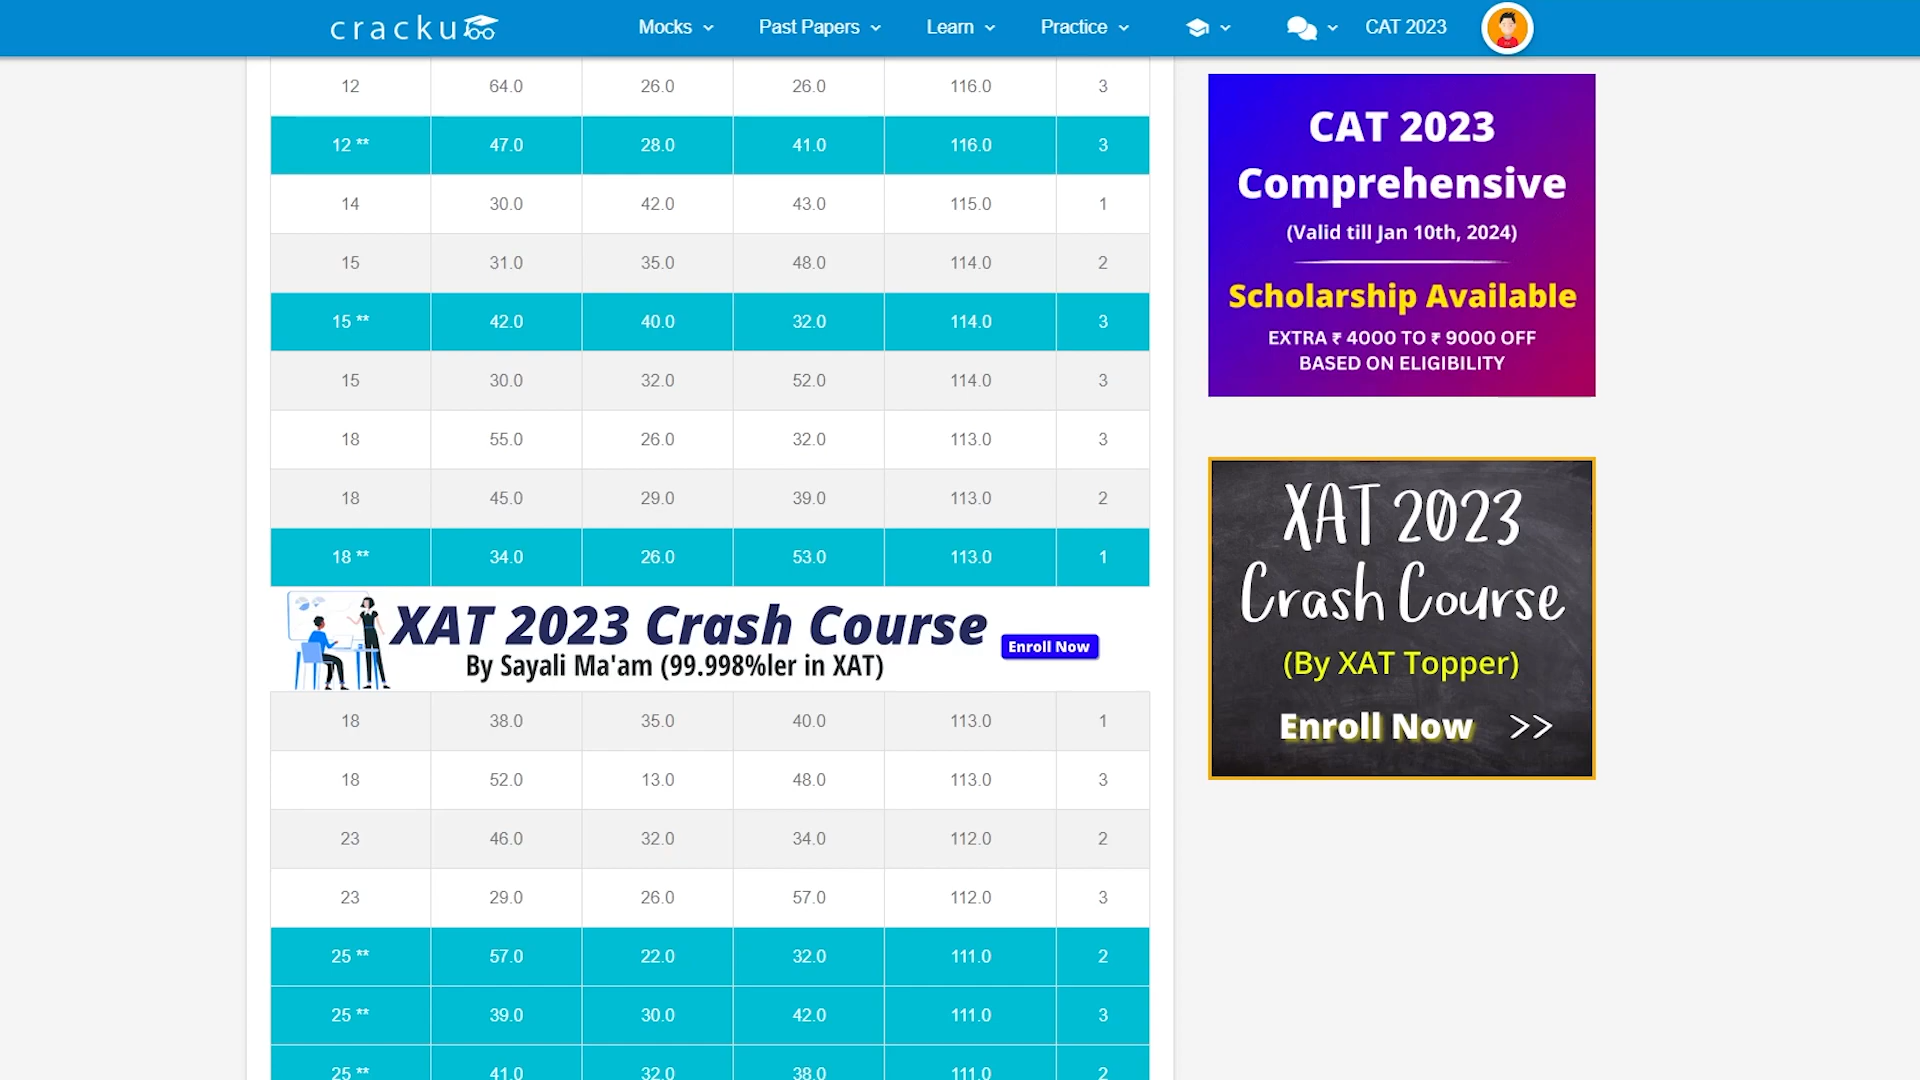 cracku Mocks Past Papers Learn Practice CAT 2023
12 64.0 26.0 26.0 116.0 3
12 ** 47.0 28.0 41.0 116.0 3
14 30.0 42.0 43.0 115.0 1
15 31.0 35.0 48.0 114.0 2
15 ** 42.0 40.0 32.0 114.0 3
15 30.0 32.0 52.0 114.0 3
18 55.0 26.0 32.0 113.0 3
18 45.0 29.0 39.0 113.0 2
18 ** 34.0 26.0 53.0 113.0 1
XAT 2023 Crash Course
By Sayali Ma'am (99.998%ler in XAT)
Enroll Now
18 38.0 35.0 40.0 113.0 1
18 52.0 13.0 48.0 113.0 3
23 46.0 32.0 34.0 112.0 2
23 29.0 26.0 57.0 112.0 3
25 ** 57.0 22.0 32.0 111.0 2
25 ** 39.0 30.0 42.0 111.0 3
25 ** 41.0 32.0 38.0 111.0 2
CAT 2023
Comprehensive
(Valid till Jan 10th, 2024)
Scholarship Available
EXTRA ₹ 4000 TO ₹ 9000 OFF
BASED ON ELIGIBILITY
XAT 2023
Crash Course
(By XAT Topper)
Enroll Now >>